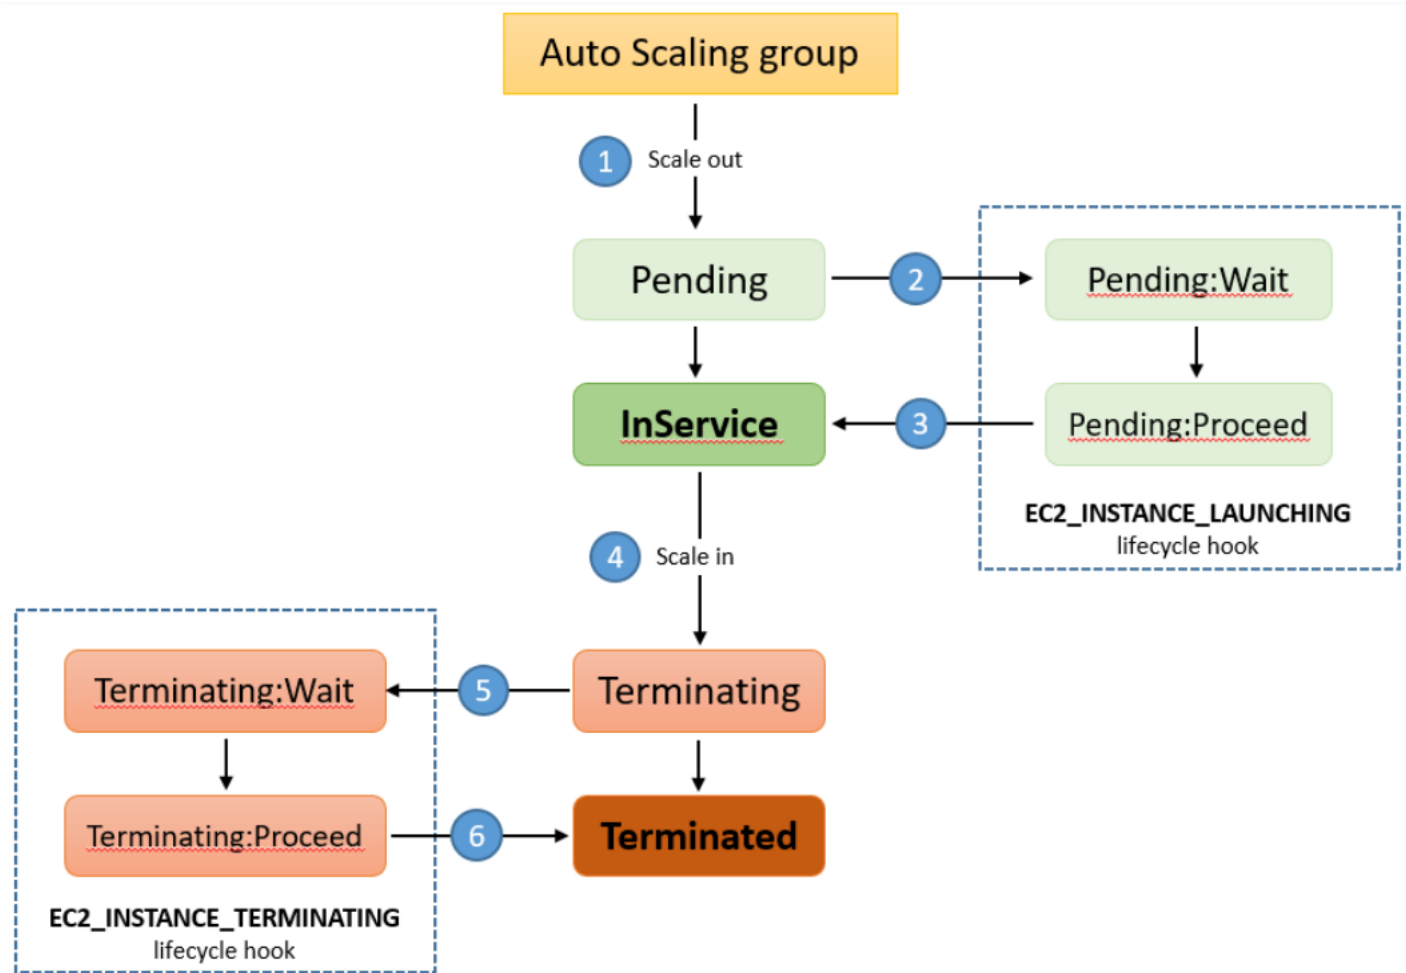 Auto Scaling group
1
Scale out
Pending
2
Pending:Wait
InService
3
Pending:Proceed
EC2_INSTANCE_LAUNCHING
lifecycle hook
4
Scale in
Terminating:Wait
5
Terminating
Terminating:Proceed
6
Terminated
EC2_INSTANCE_TERMINATING
lifecycle hook